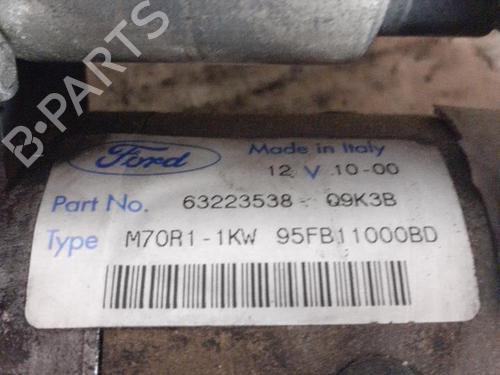 B-PARTS
Ford
Made in Italy
12 V 10-00
Part No. 63223538- Q9K3B
Type M70R1-1KW 95FB11000BD